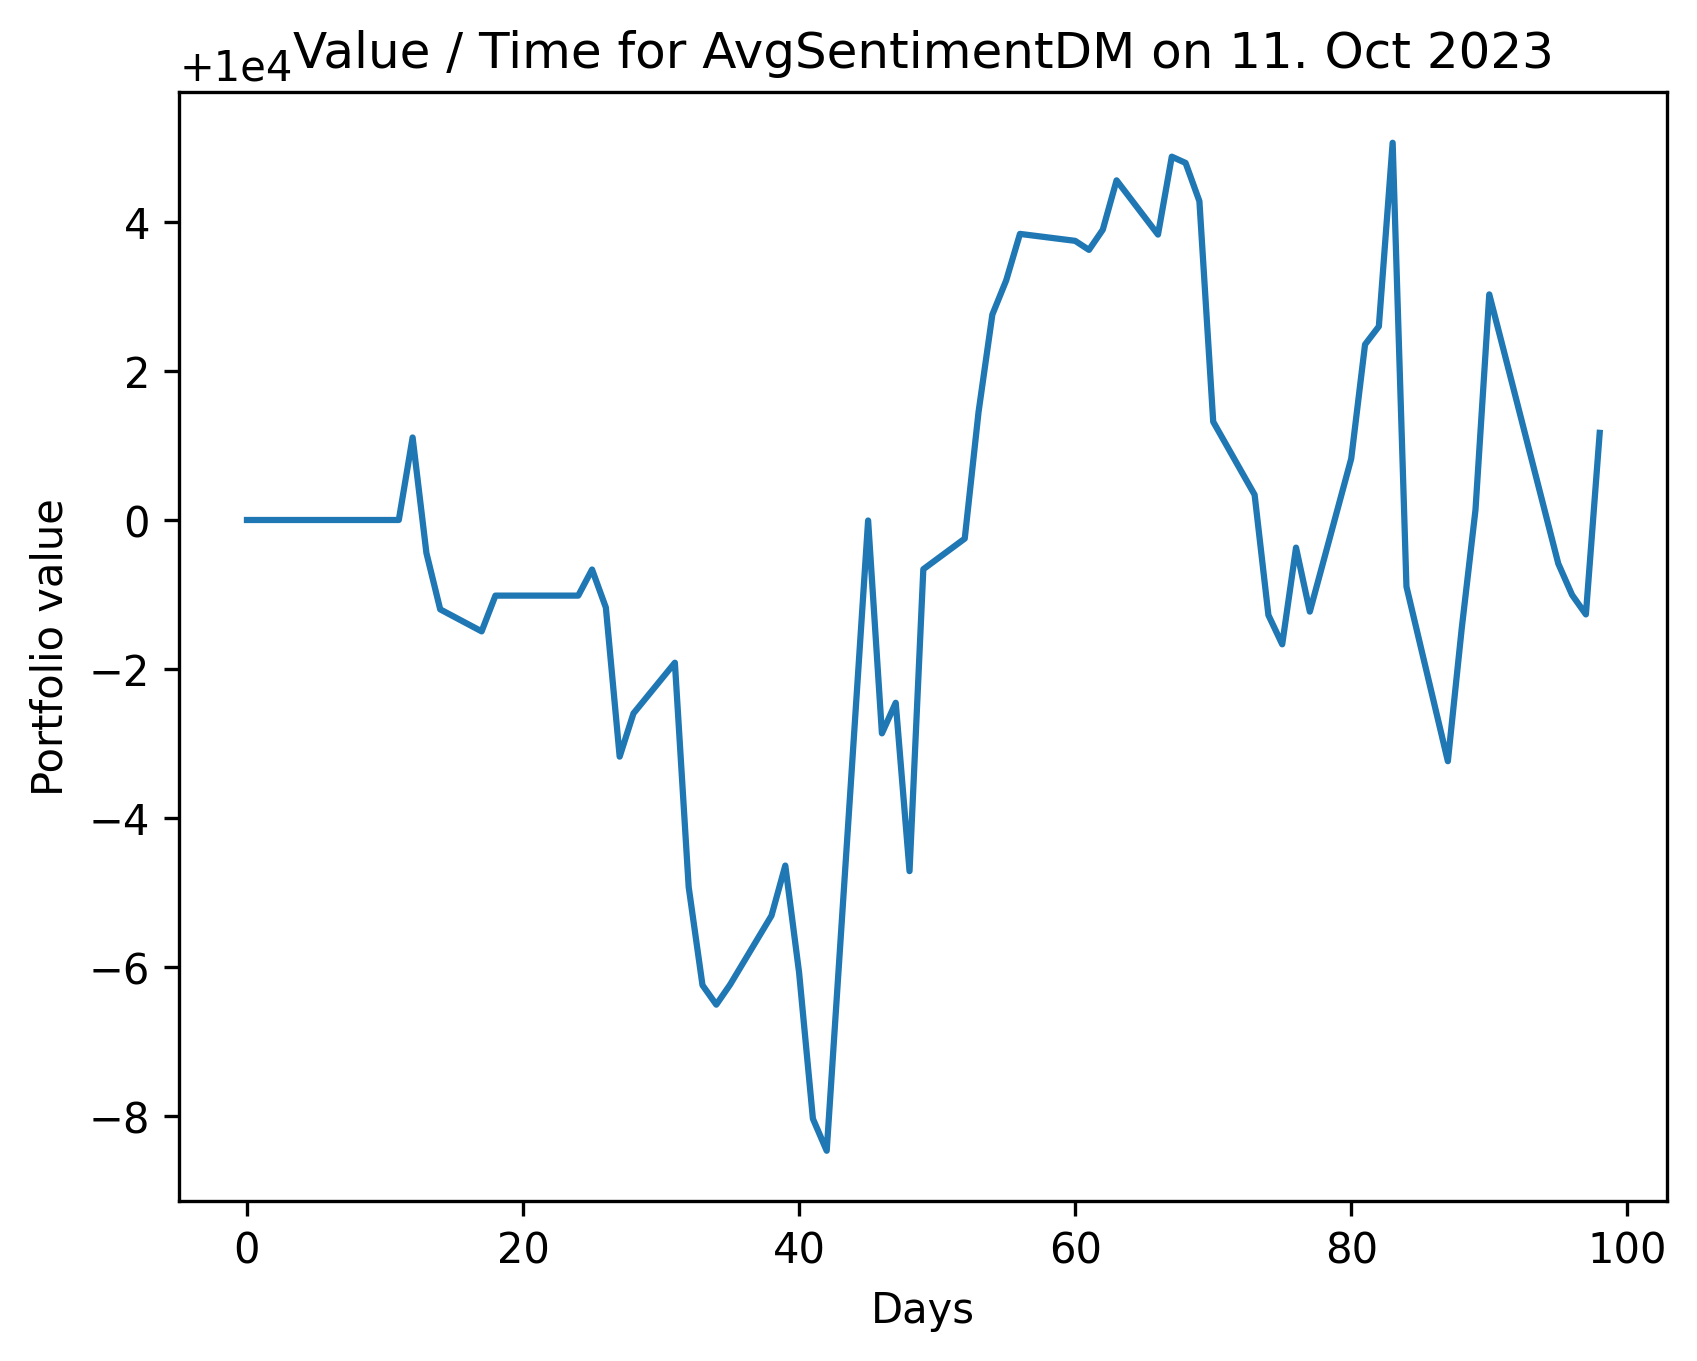 Value / Time for AvgSentimentDM on 11. Oct 2023
+1e4
4
2
0
−2
−4
−6
−8
Portfolio value
0 20 40 60 80 100
Days